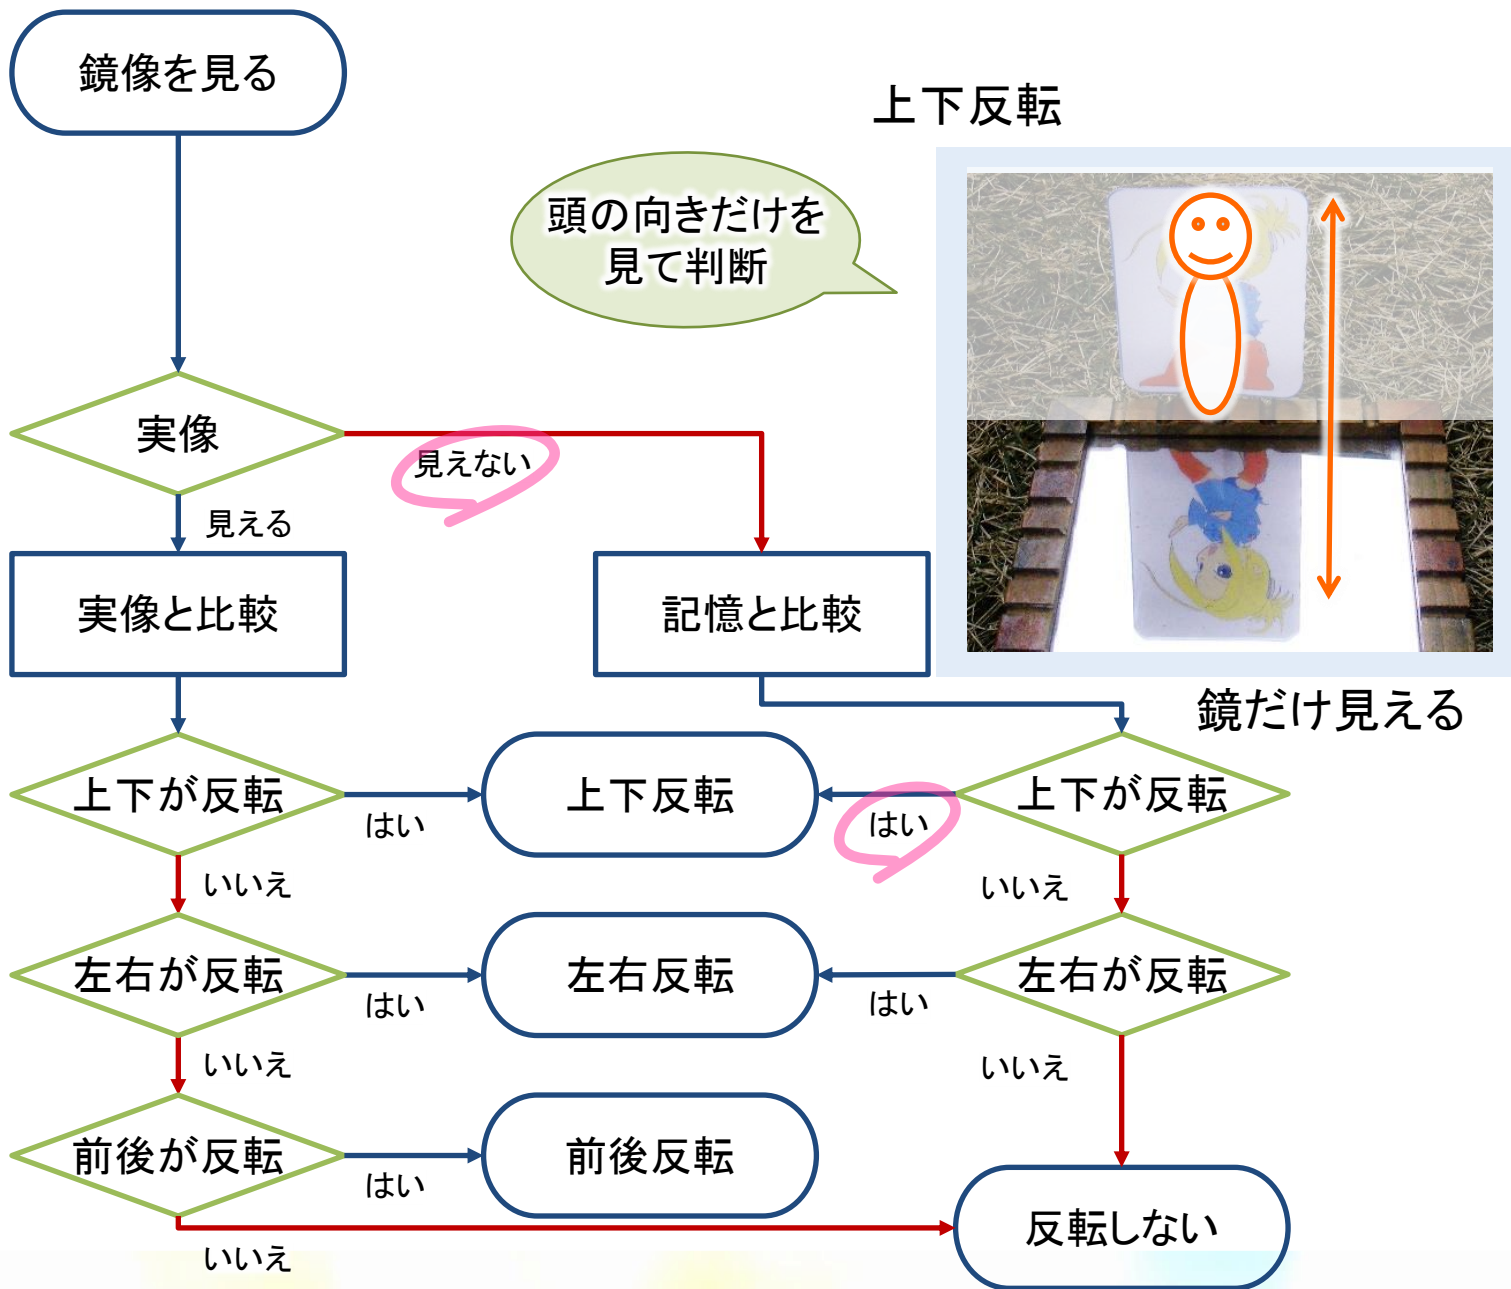 鏡像を見る
上下反転
頭の向きだけを
見て判断
実像
見えない
見える
実像と比較
記憶と比較
鏡だけ見える
上下が反転
はい
上下反転
はい
上下が反転
いいえ
いいえ
左右が反転
はい
左右反転
はい
左右が反転
いいえ
いいえ
前後が反転
はい
前後反転
いいえ
反転しない